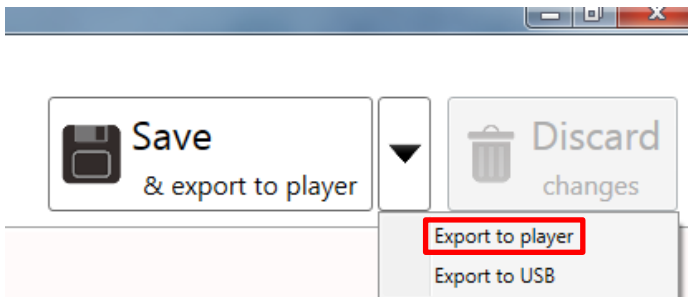 Save
& export to player
Discard
changes
Export to player
Export to USB